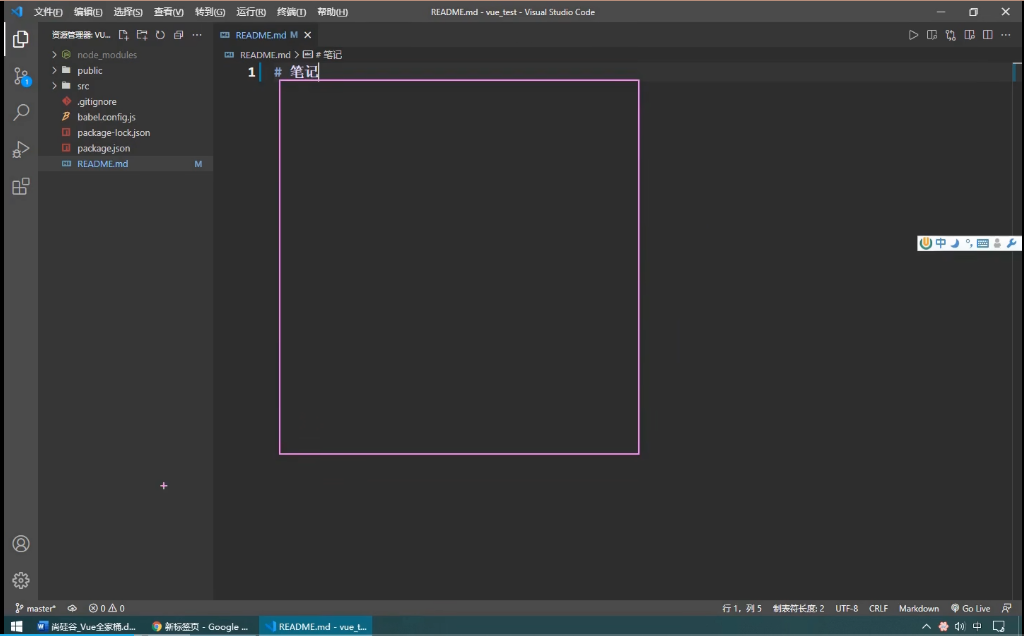 文件(F) 编辑(E) 选择(S) 查看(V) 转到(G) 运行(R) 终端(T) 帮助(H) README.md - vue_test - Visual Studio Code
资源管理器: VU...
README.md M
README.md > # 笔记
1 # 笔记
node_modules
public
src
.gitignore
babel.config.js
package-lock.json
package.json
README.md M
中
1
master* 0 0 行 1，列 5 制表符长度: 2 UTF-8 CRLF Markdown Go Live
尚硅谷_Vue全家桶.d... 新标签页 - Google ... README.md - vue_t... 中